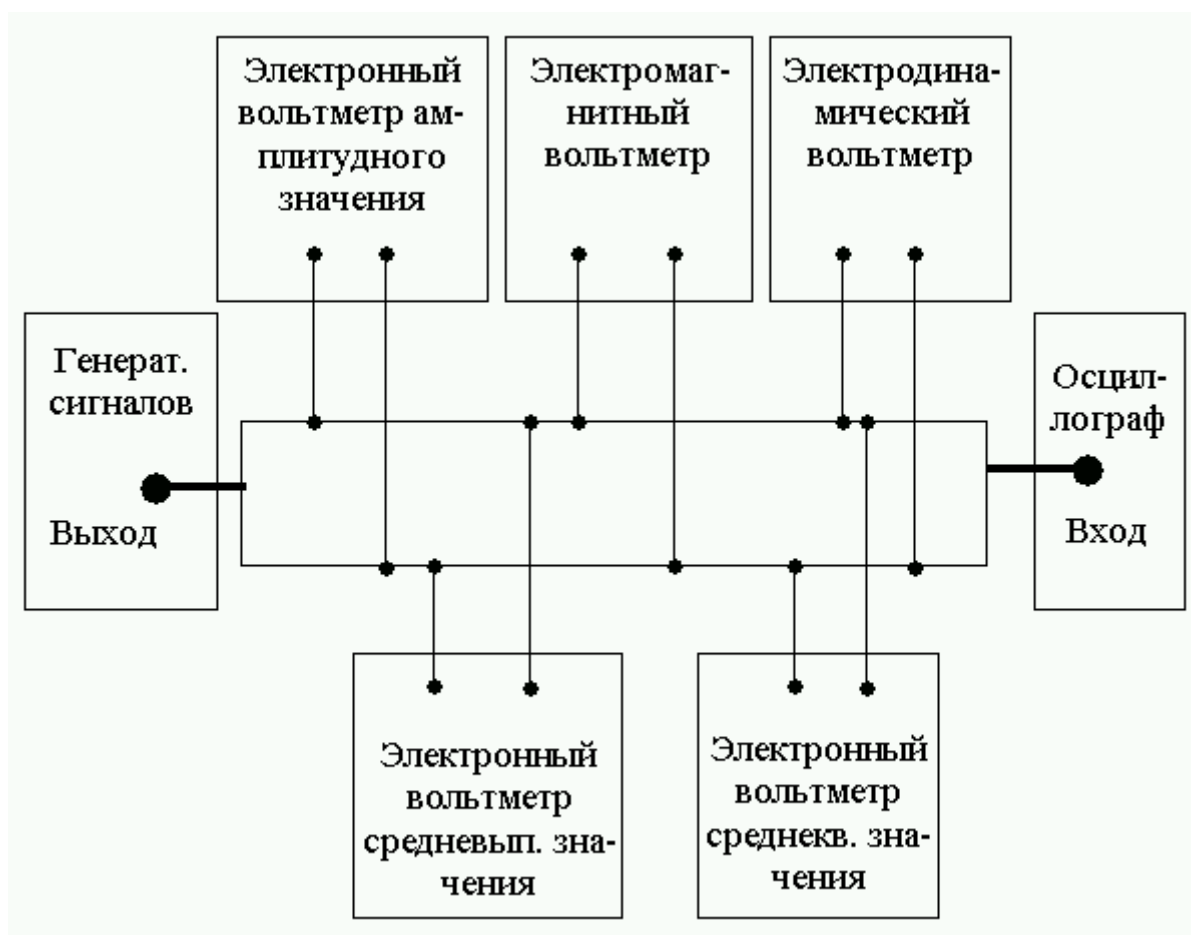 Электронный
вольтметр ам-
плитудного
значения
Электромаг-
нитный
вольтметр
Электродина-
мический
вольтметр
Генерат.
сигналов
Выход
Осцил-
лограф
Вход
Электронный
вольтметр
средневып. зна-
чения
Электронный
вольтметр
среднекв. зна-
чения